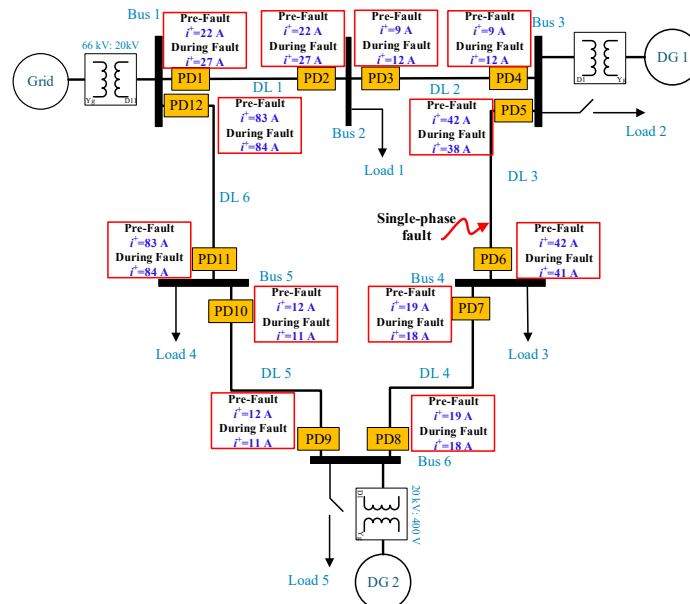 Bus 1
Pre-Fault
i⁺=22 A
During Fault
i⁺=27 A
Pre-Fault
i⁺=22 A
During Fault
i⁺=27 A
Pre-Fault
i⁺=9 A
During Fault
i⁺=12 A
Pre-Fault
i⁺=9 A
During Fault
i⁺=12 A
Bus 3
66 kV: 20kV
Grid
Yg
D11
PD1
DL 1
PD2
PD3
DL 2
PD4
D1
Yg
DG 1
PD12
Pre-Fault
i⁺=83 A
During Fault
i⁺=84 A
Bus 2
Load 1
Pre-Fault
i⁺=42 A
During Fault
i⁺=38 A
PD5
Load 2
DL 6
DL 3
Single-phase
fault
Pre-Fault
i⁺=83 A
During Fault
i⁺=84 A
PD11
Bus 5
PD6
Pre-Fault
i⁺=42 A
During Fault
i⁺=41 A
Bus 4
PD10
Pre-Fault
i⁺=12 A
During Fault
i⁺=11 A
Pre-Fault
i⁺=19 A
During Fault
i⁺=18 A
PD7
Load 4
Load 3
DL 5
DL 4
Pre-Fault
i⁺=12 A
During Fault
i⁺=11 A
PD9
PD8
Pre-Fault
i⁺=19 A
During Fault
i⁺=18 A
Bus 6
D1
Yg
20 kV: 400 V
Load 5
DG 2